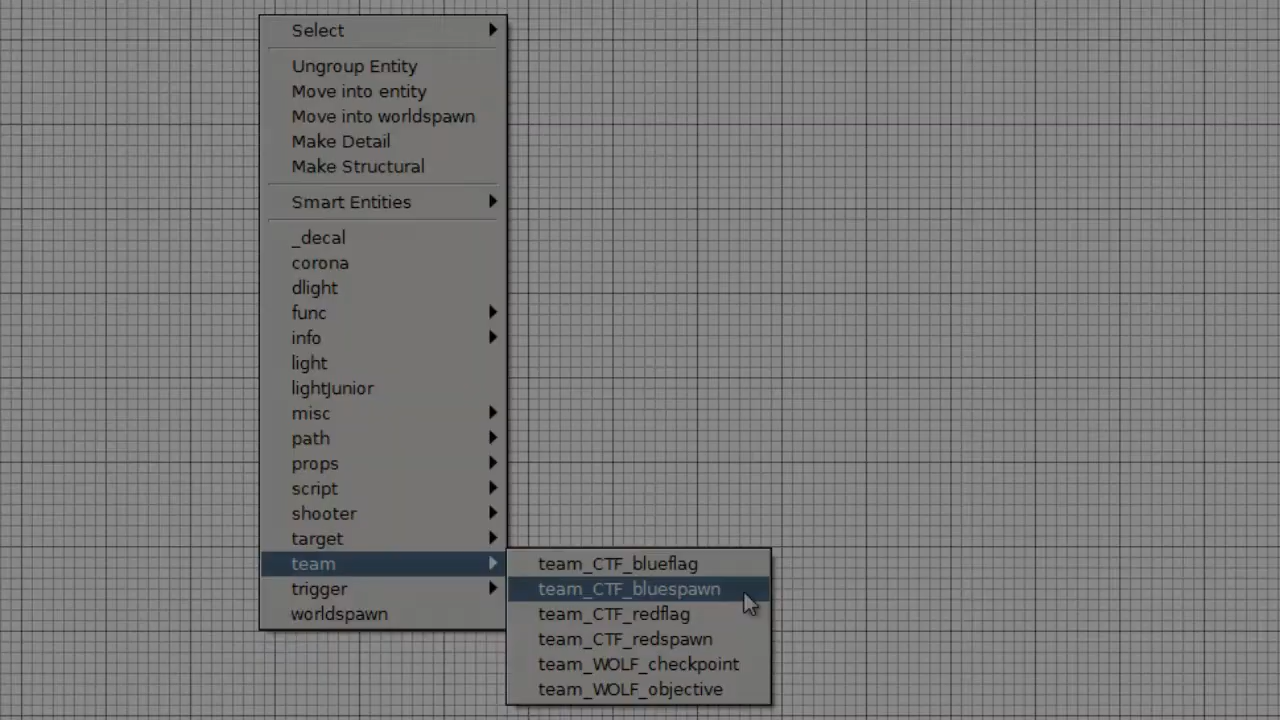 Select
Ungroup Entity
Move into entity
Move into worldspawn
Make Detail
Make Structural
Smart Entities
_decal
corona
dlight
func
info
light
lightJunior
misc
path
props
script
shooter
target
team
trigger
worldspawn
team_CTF_blueflag
team_CTF_bluespawn
team_CTF_redflag
team_CTF_redspawn
team_WOLF_checkpoint
team_WOLF_objective